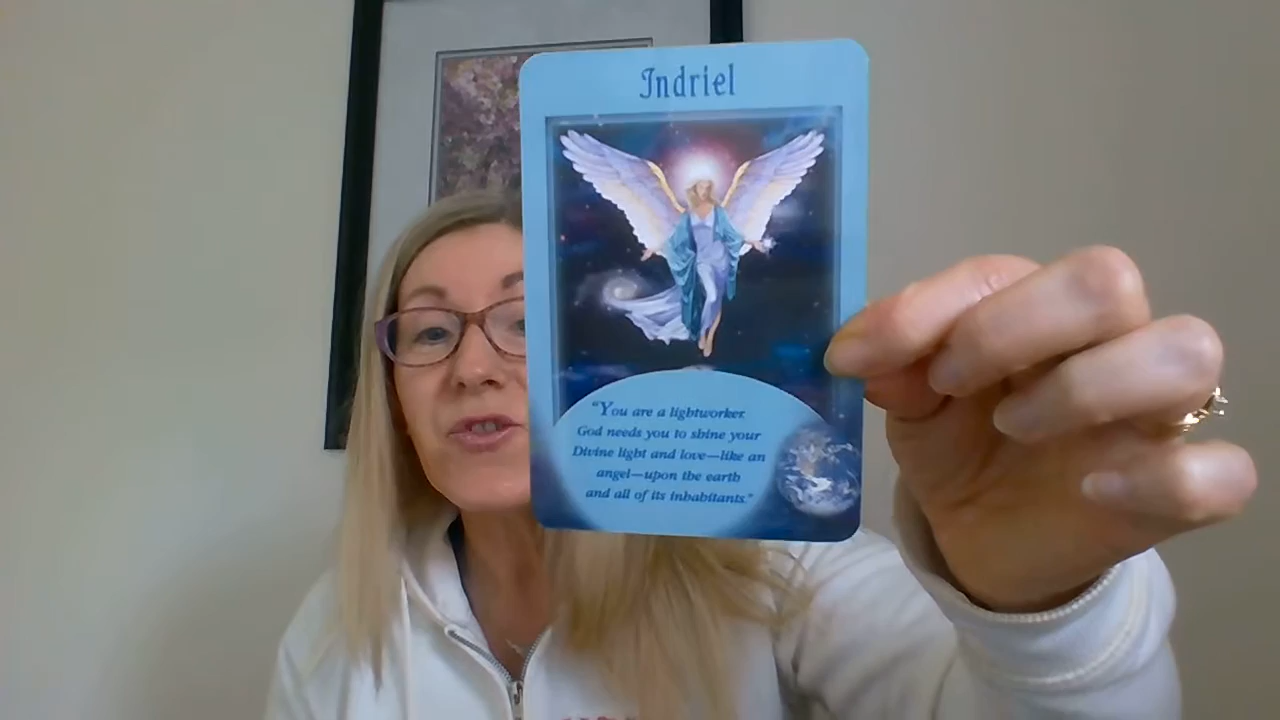 Indriel
"You are a lightworker.
God needs you to shine your
Divine light and love—like an
angel—upon the earth
and all of its inhabitants."